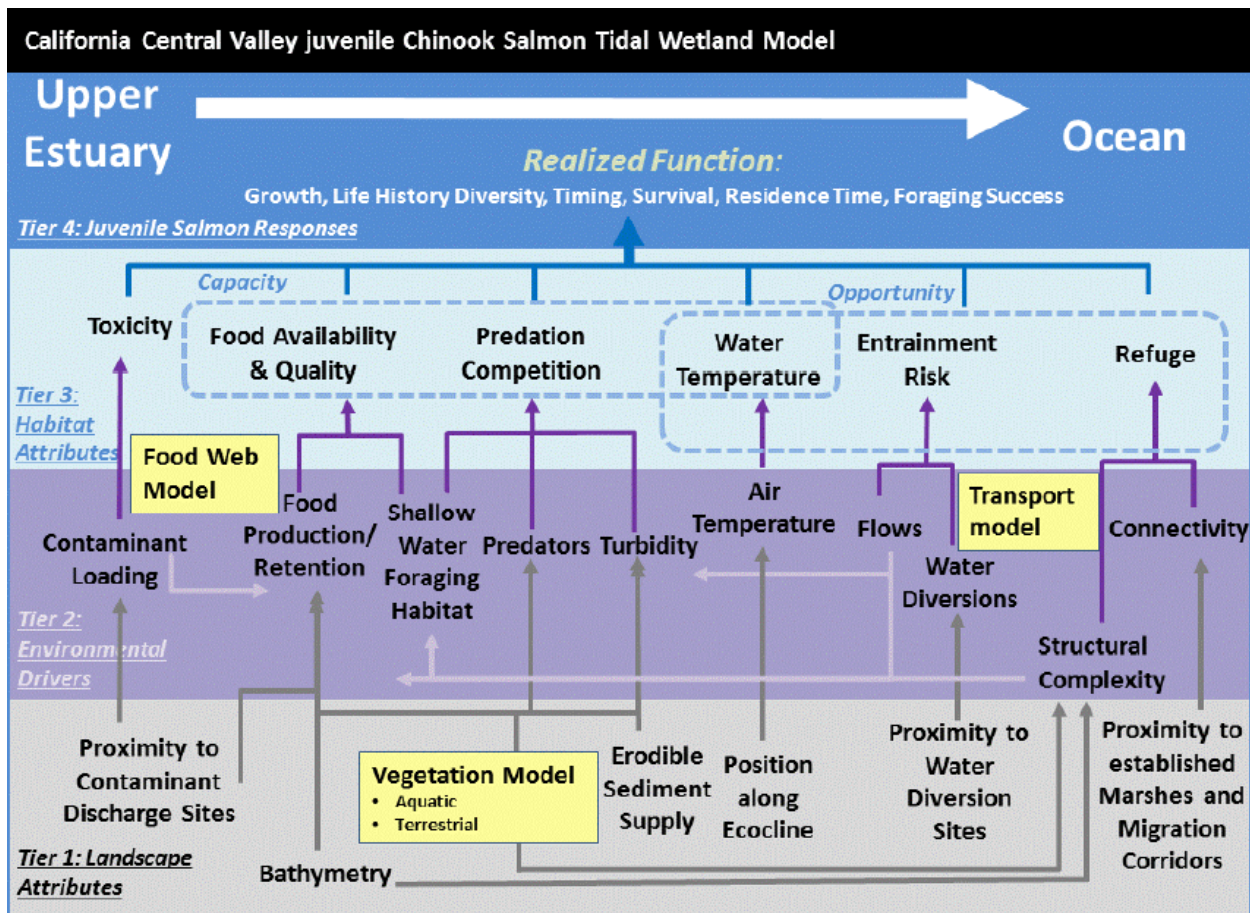 California Central Valley juvenile Chinook Salmon Tidal Wetland Model
Upper
Estuary
Ocean
Realized Function:
Growth, Life History Diversity, Timing, Survival, Residence Time, Foraging Success
Tier 4: Juvenile Salmon Responses
Capacity
Opportunity
Toxicity
Food Availability
& Quality
Predation
Competition
Water
Temperature
Entrainment
Risk
Refuge
Tier 3:
Habitat
Attributes
Food Web
Model
Transport
model
Contaminant
Loading
Food
Production/
Retention
Shallow
Water
Foraging
Habitat
Predators
Turbidity
Air
Temperature
Flows
Water
Diversions
Connectivity
Structural
Complexity
Tier 2:
Environmental
Drivers
Proximity to
Contaminant
Discharge Sites
Vegetation Model
• Aquatic
• Terrestrial
Erodible
Sediment
Supply
Position
along
Ecocline
Proximity to
Water
Diversion
Sites
Proximity to
established
Marshes and
Migration
Corridors
Bathymetry
Tier 1: Landscape
Attributes